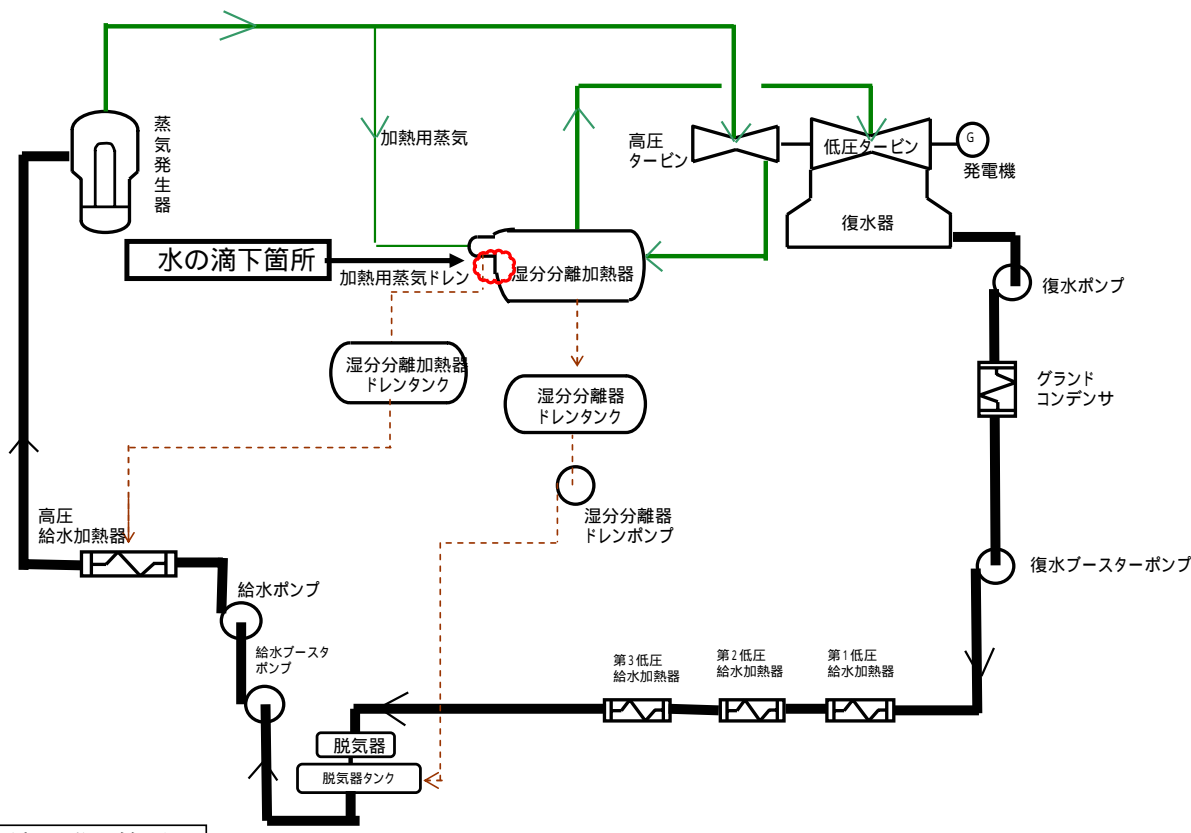 蒸気発生器
加熱用蒸気
高圧
タービン
低圧タービン
G
発電機
復水器
水の滴下箇所
加熱用蒸気ドレン
湿分分離加熱器
復水ポンプ
湿分分離加熱器
ドレンタンク
湿分分離器
ドレンタンク
グランド
コンデンサ
湿分分離器
ドレンポンプ
高圧
給水加熱器
復水ブースターポンプ
給水ポンプ
給水ブースタ
ポンプ
第3低圧
給水加熱器
第2低圧
給水加熱器
第1低圧
給水加熱器
脱気器
脱気器タンク